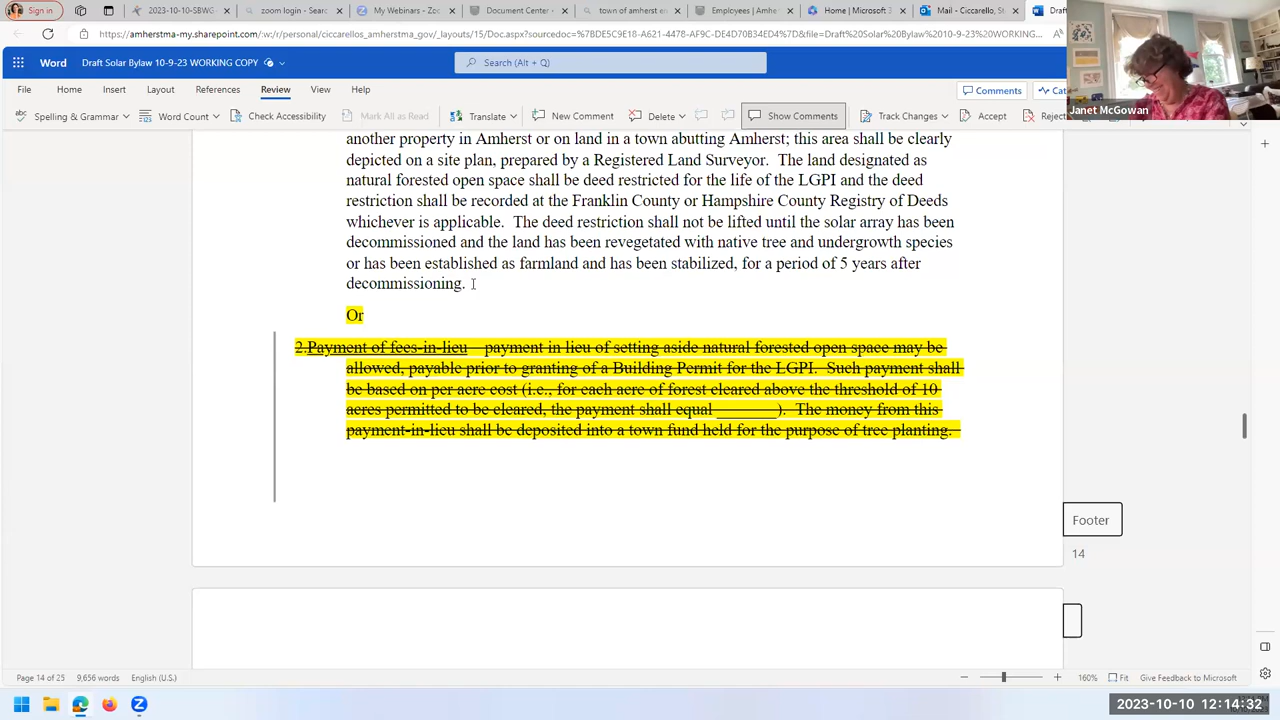 Sign in
2023-10-10-SBWG-
zoom login - Searc
My Webinars - Zoo
Document Center •
town of amherst en
Employees | Amhe
Home | Microsoft 3
Mail - Ciccarello, St
Draft
https://amherstma-my.sharepoint.com/:w:/r/personal/ciccarellos_amherstma_gov/_layouts/15/Doc.aspx?sourcedoc=%7BDE5C9E18-A621-4478-AF9C-DE4D70B34ED4%7D&file=Draft%20Solar%20Bylaw%2010-9-23%20WORKING...
Word
Draft Solar Bylaw 10-9-23 WORKING COPY
Search (Alt + Q)
Janet McGowan
File
Home
Insert
Layout
References
Review
View
Help
Comments
Cat
Spelling & Grammar
Word Count
Check Accessibility
Mark All as Read
Translate
New Comment
Delete
Show Comments
Track Changes
Accept
Reject
another property in Amherst or on land in a town abutting Amherst; this area shall be clearly
depicted on a site plan, prepared by a Registered Land Surveyor. The land designated as
natural forested open space shall be deed restricted for the life of the LGPI and the deed
restriction shall be recorded at the Franklin County or Hampshire County Registry of Deeds
whichever is applicable. The deed restriction shall not be lifted until the solar array has been
decommissioned and the land has been revegetated with native tree and undergrowth species
or has been established as farmland and has been stabilized, for a period of 5 years after
decommissioning.
Or
2.Payment of fees-in-lieu payment in lieu of setting aside natural forested open space may be
allowed, payable prior to granting of a Building Permit for the LGPI. Such payment shall
be based on per acre cost (i.e., for each acre of forest cleared above the threshold of 10
acres permitted to be cleared, the payment shall equal _______). The money from this
payment-in-lieu shall be deposited into a town fund held for the purpose of tree planting.
Footer
14
Page 14 of 25
9,656 words
English (U.S.)
160%
Fit
Give Feedback to Microsoft
2023-10-10 12:14:32